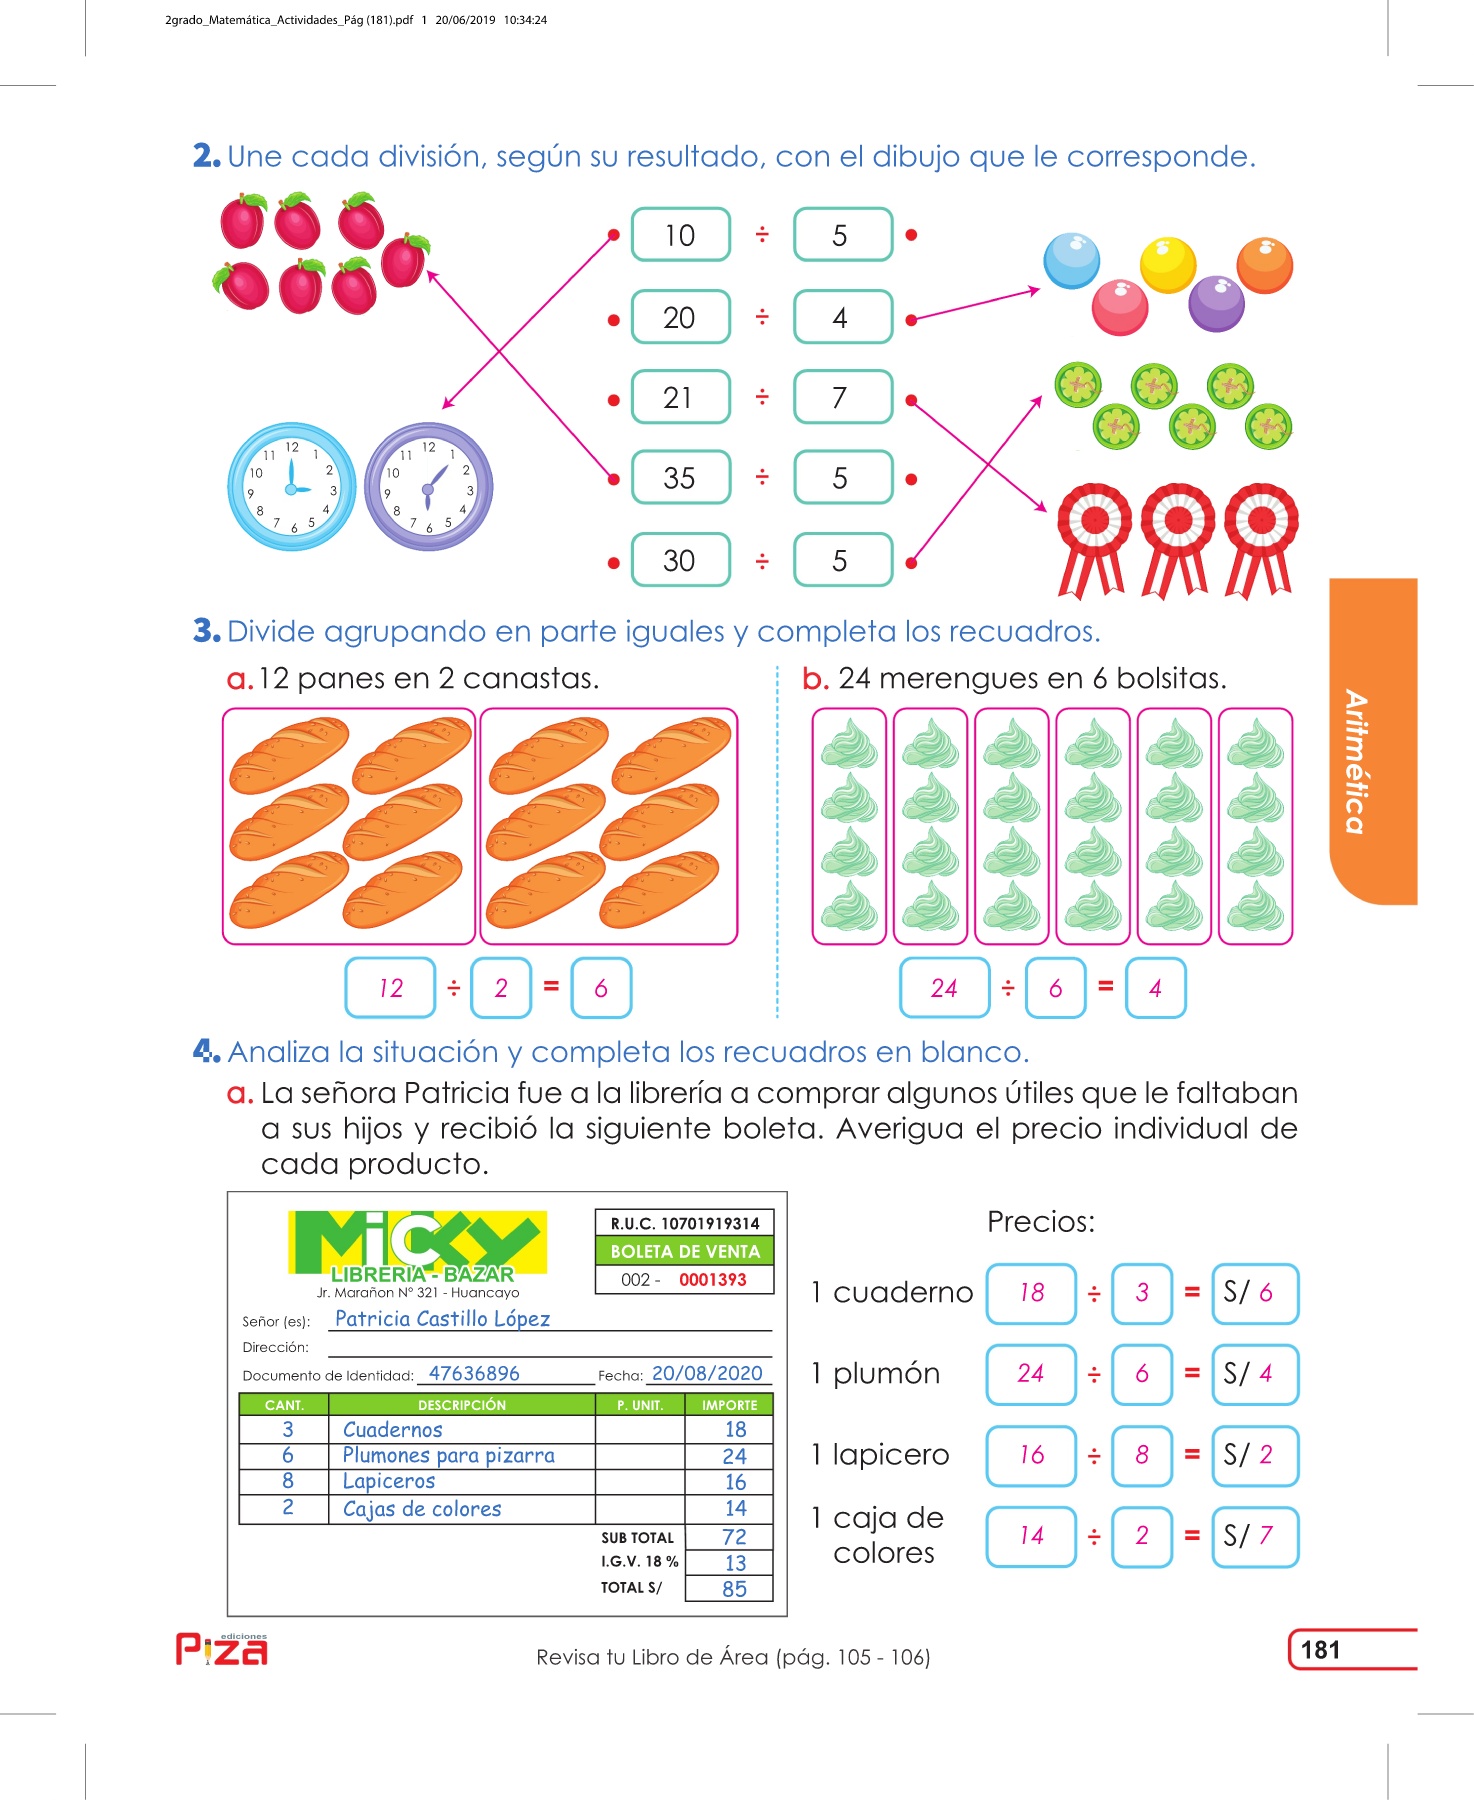 2grado_Matemática_Actividades_Pág (181).pdf 1 20/06/2019 10:34:24
2. Une cada división, según su resultado, con el dibujo que le corresponde.
10 ÷ 5
20 ÷ 4
21 ÷ 7
35 ÷ 5
30 ÷ 5
12 1 2 3 4 5 6 7 8 9 10 11
12 1 2 3 4 5 6 7 8 9 10 11
3. Divide agrupando en parte iguales y completa los recuadros.
a. 12 panes en 2 canastas.
12 ÷ 2 = 6
b. 24 merengues en 6 bolsitas.
24 ÷ 6 = 4
Aritmética
4. Analiza la situación y completa los recuadros en blanco.
a. La señora Patricia fue a la librería a comprar algunos útiles que le faltaban
a sus hijos y recibió la siguiente boleta. Averigua el precio individual de
cada producto.
MiCKY
LIBRERIA - BAZAR
Jr. Marañon N° 321 - Huancayo
R.U.C. 10701919314
BOLETA DE VENTA
002 - 0001393
Señor (es): Patricia Castillo López
Dirección:
Documento de Identidad: 47636896 Fecha: 20/08/2020
CANT. DESCRIPCIÓN P. UNIT. IMPORTE
3 Cuadernos 18
6 Plumones para pizarra 24
8 Lapiceros 16
2 Cajas de colores 14
SUB TOTAL 72
I.G.V. 18 % 13
TOTAL S/ 85
Precios:
1 cuaderno 18 ÷ 3 = S/ 6
1 plumón 24 ÷ 6 = S/ 4
1 lapicero 16 ÷ 8 = S/ 2
1 caja de
colores 14 ÷ 2 = S/ 7
ediciones
Piza
Revisa tu Libro de Área (pág. 105 - 106)
181